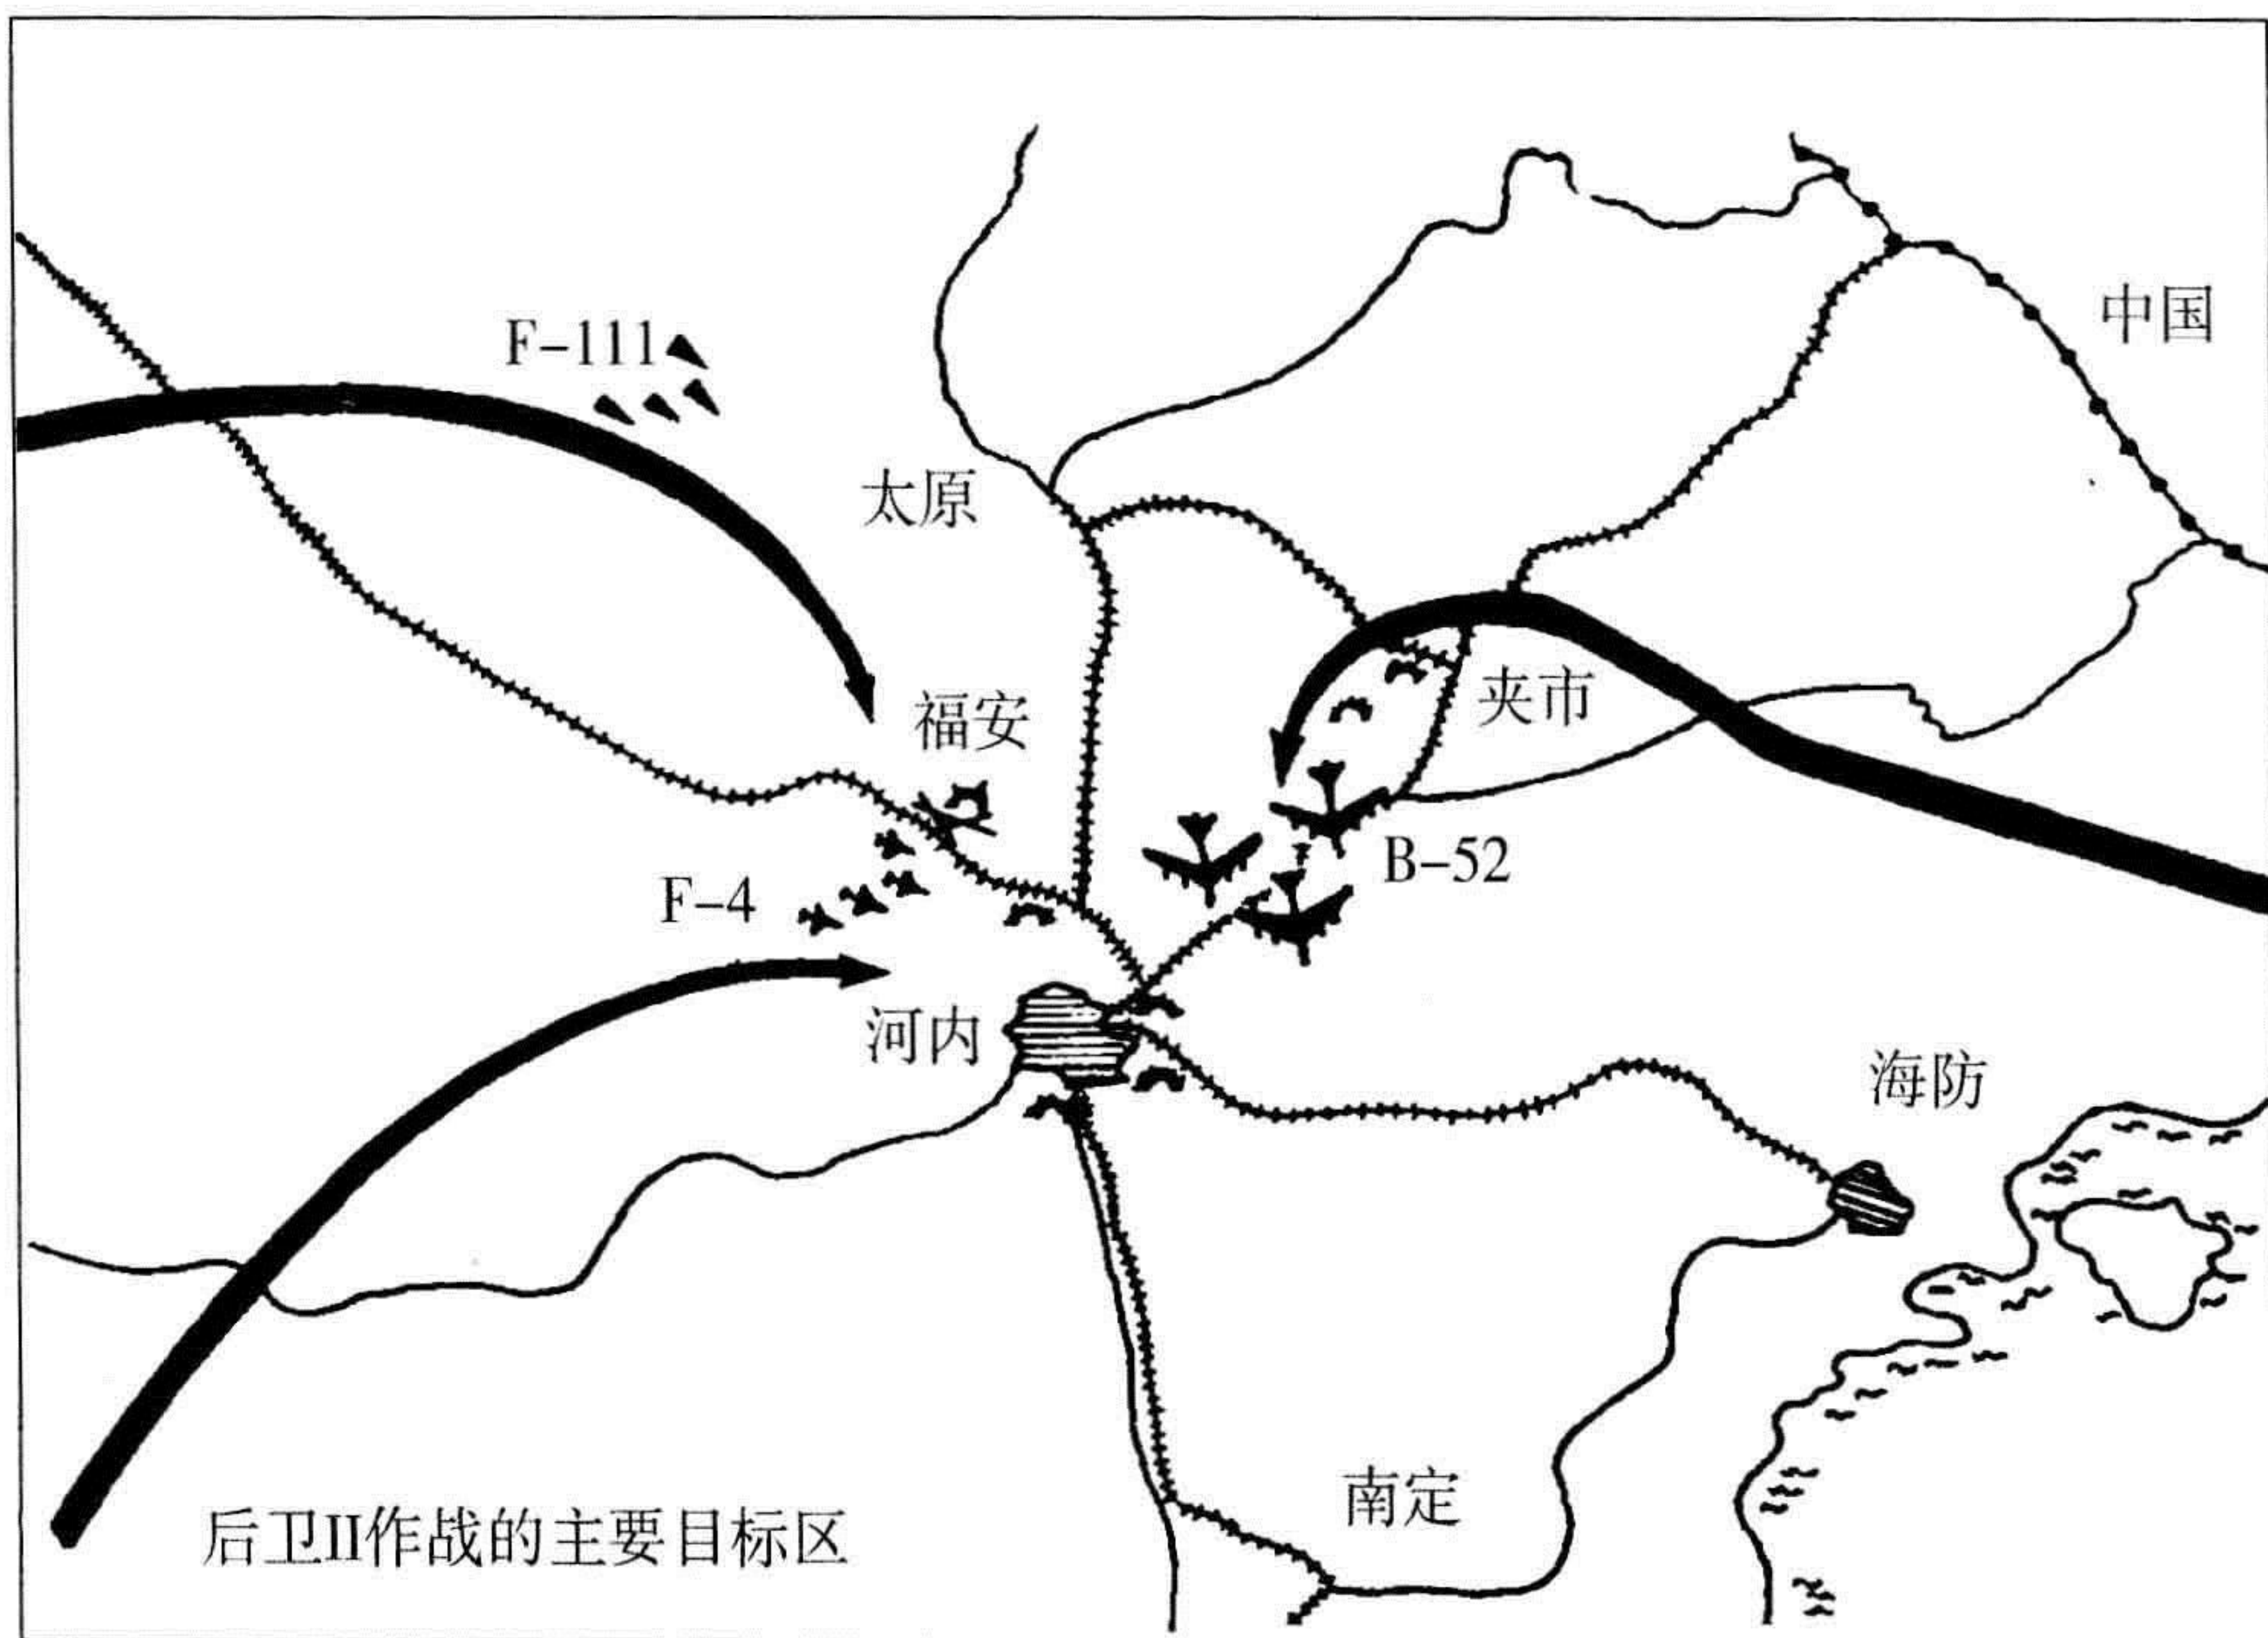 中国
F-111
太原
夹市
福安
B-52
F-4
河内
海防
南定
后卫II作战的主要目标区